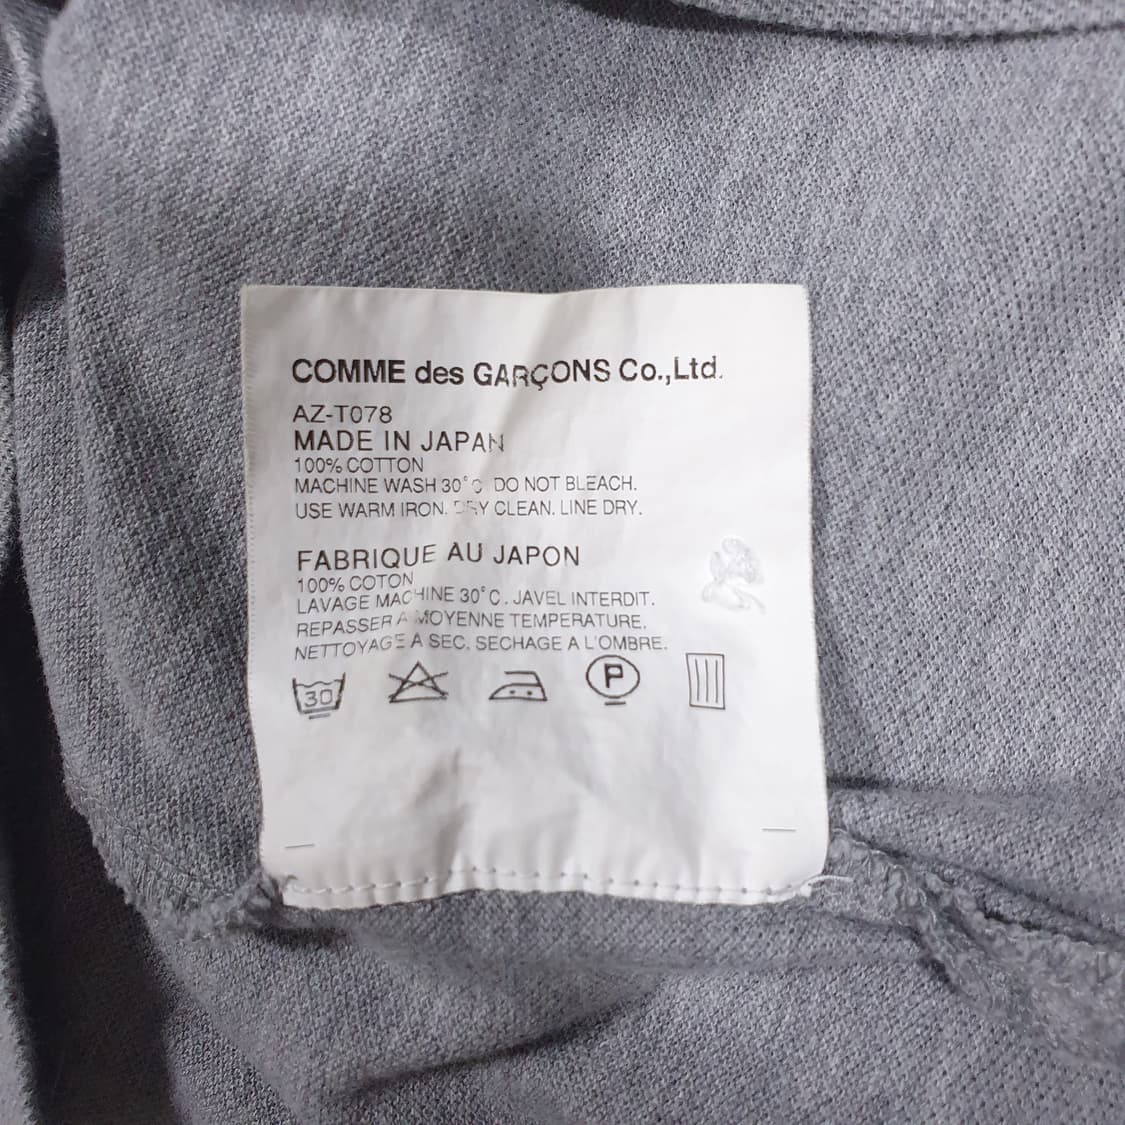 COMME des GARÇONS Co.,Ltd.
AZ-T078
MADE IN JAPAN
100% COTTON
MACHINE WASH 30°C DO NOT BLEACH.
USE WARM IRON. DRY CLEAN. LINE DRY.
FABRIQUE AU JAPON
100% COTON
LAVAGE MACHINE 30°C. JAVEL INTERDIT.
REPASSER A MOYENNE TEMPERATURE.
NETTOYAGE A SEC. SECHAGE A L'OMBRE.
30 P